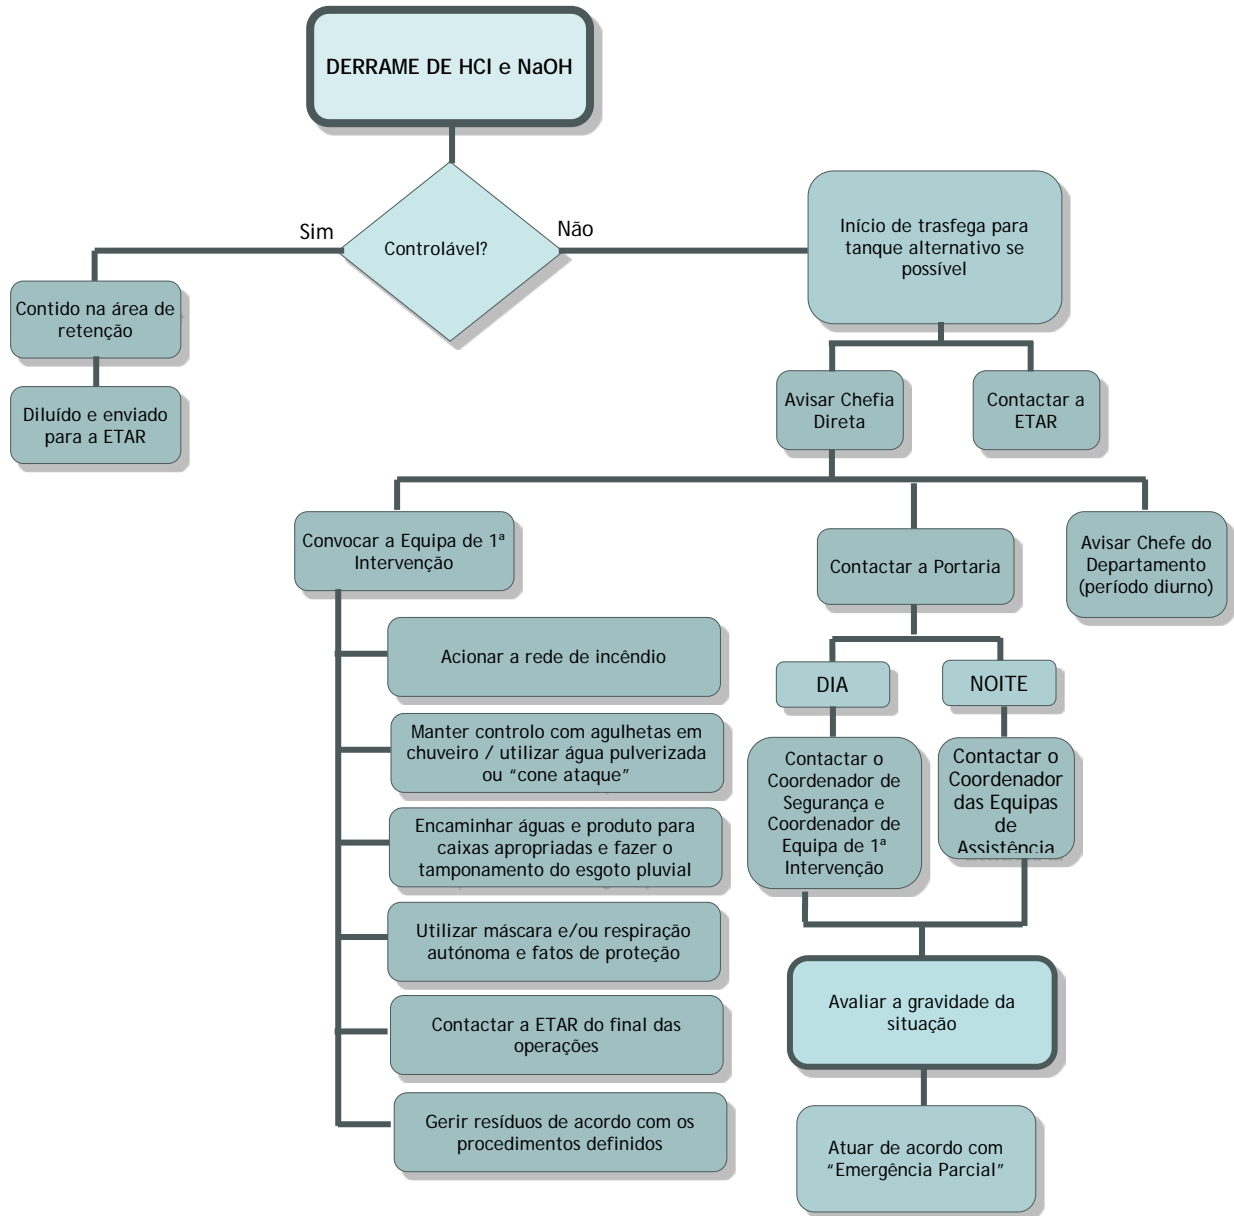 DERRAME DE HCl e NaOH
Controlável?
Sim
Não
Contido na área de
retenção
Diluído e enviado
para a ETAR
Início de trasfega para
tanque alternativo se
possível
Avisar Chefia
Direta
Contactar a
ETAR
Convocar a Equipa de 1ª
Intervenção
Contactar a Portaria
Avisar Chefe do
Departamento
(período diurno)
Acionar a rede de incêndio
Manter controlo com agulhetas em
chuveiro / utilizar água pulverizada
ou “cone ataque”
Encaminhar águas e produto para
caixas apropriadas e fazer o
tamponamento do esgoto pluvial
Utilizar máscara e/ou respiração
autónoma e fatos de proteção
Contactar a ETAR do final das
operações
Gerir resíduos de acordo com os
procedimentos definidos
DIA
NOITE
Contactar o
Coordenador de
Segurança e
Coordenador de
Equipa de 1ª
Intervenção
Contactar o
Coordenador
das Equipas
de
Assistência
Avaliar a gravidade da
situação
Atuar de acordo com
“Emergência Parcial”